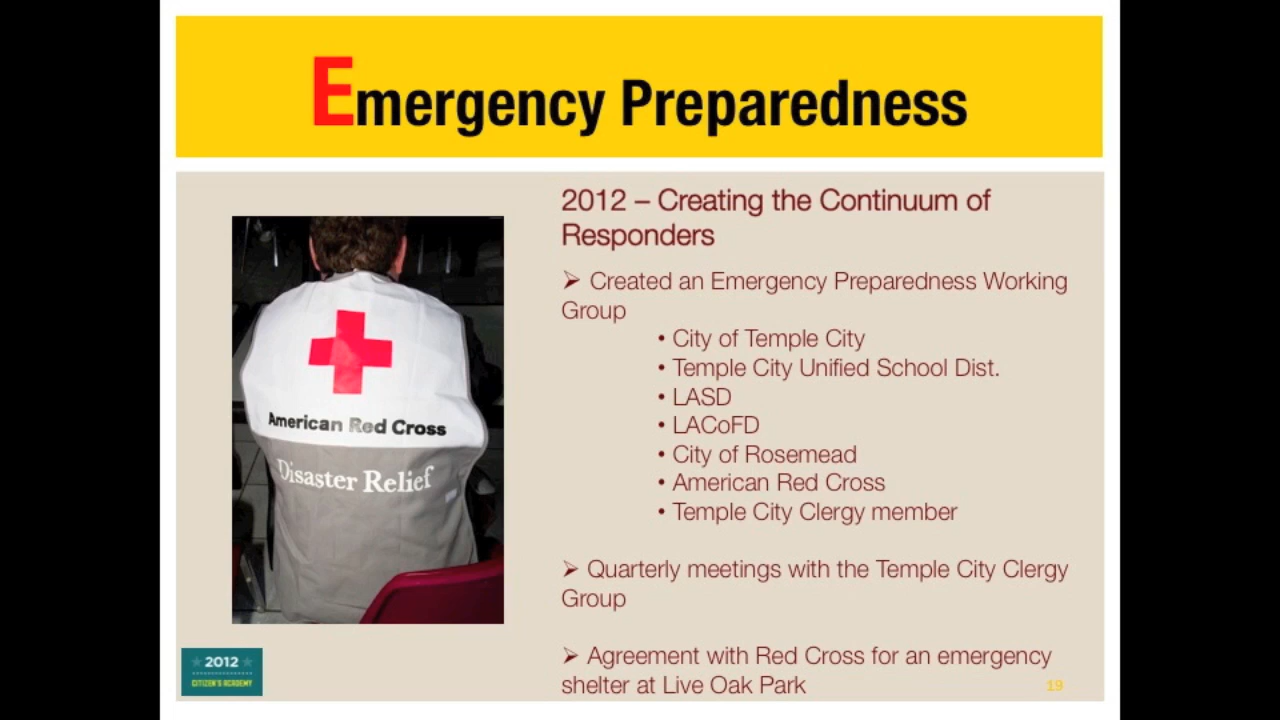 Emergency Preparedness
2012 – Creating the Continuum of
Responders
➢ Created an Emergency Preparedness Working
Group
• City of Temple City
• Temple City Unified School Dist.
• LASD
• LACoFD
• City of Rosemead
• American Red Cross
• Temple City Clergy member
➢ Quarterly meetings with the Temple City Clergy
Group
➢ Agreement with Red Cross for an emergency
shelter at Live Oak Park
19
American Red Cross
Disaster Relief
2012
CITIZEN'S ACADEMY